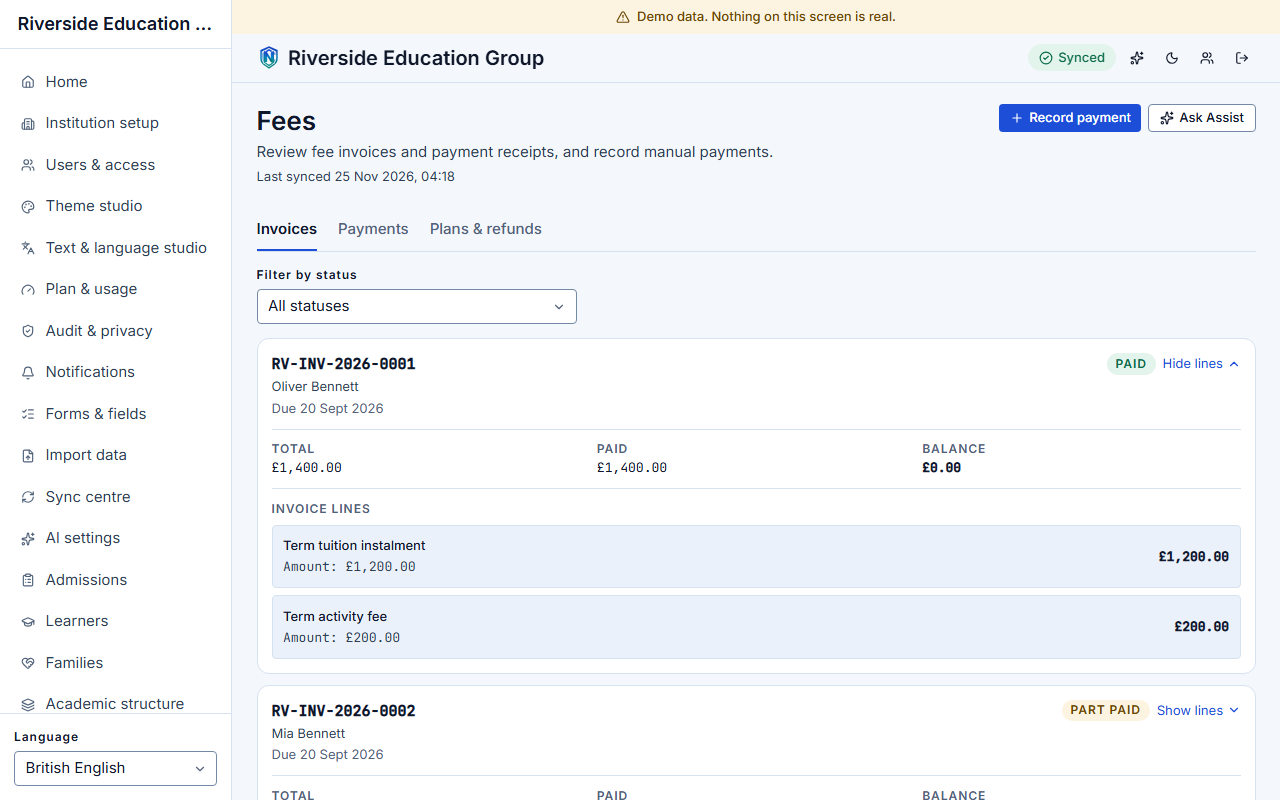 Riverside Education ...
Home
Institution setup
Users & access
Theme studio
Text & language studio
Plan & usage
Audit & privacy
Notifications
Forms & fields
Import data
Sync centre
AI settings
Admissions
Learners
Families
Academic structure
Language
British English
Demo data. Nothing on this screen is real.
Riverside Education Group
Synced
Fees
Record payment
Ask Assist
Review fee invoices and payment receipts, and record manual payments.
Last synced 25 Nov 2026, 04:18
Invoices Payments Plans & refunds
Filter by status
All statuses
RV-INV-2026-0001
PAID Hide lines
Oliver Bennett
Due 20 Sept 2026
TOTAL PAID BALANCE
£1,400.00 £1,400.00 £0.00
INVOICE LINES
Term tuition instalment
Amount: £1,200.00
£1,200.00
Term activity fee
Amount: £200.00
£200.00
RV-INV-2026-0002
PART PAID Show lines
Mia Bennett
Due 20 Sept 2026
TOTAL PAID BALANCE